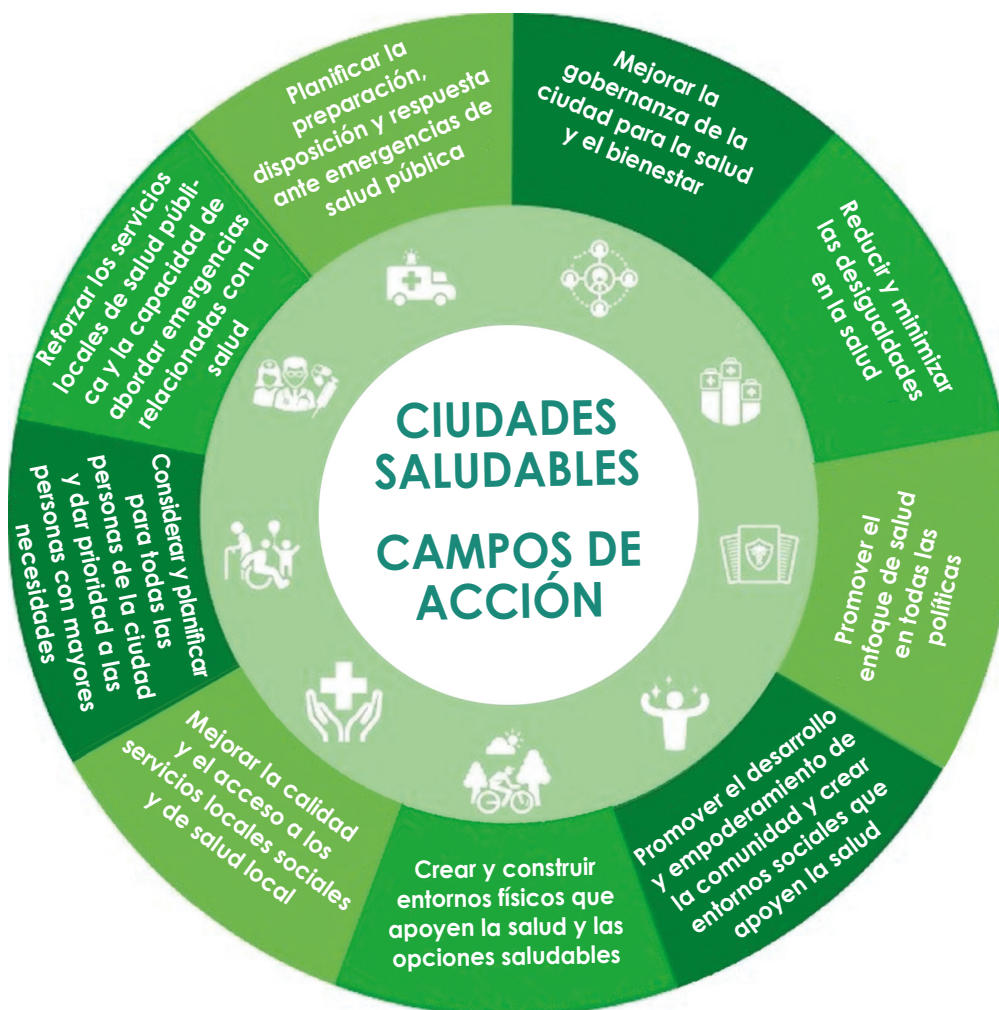 CIUDADES
SALUDABLES
CAMPOS DE
ACCIÓN
Mejorar la
gobernanza de la
ciudad para la salud
y el bienestar
Reducir y minimizar
las desigualdades
en la salud
Promover el
enfoque de salud
en todas las
políticas
Promover el desarrollo
y empoderamiento de
la comunidad y crear
entornos sociales que
apoyen la salud
Crear y construir
entornos físicos que
apoyen la salud y las
opciones saludables
Mejorar la calidad
y el acceso a los
servicios locales sociales
y de salud local
Considerar y planificar
para todas las
personas de la ciudad
y dar prioridad a las
personas con mayores
necesidades
Reforzar los servicios
locales de salud públi-
ca y la capacidad de
abordar emergencias
relacionadas con la
salud
Planificar la
preparación,
disposición y respuesta
ante emergencias de
salud pública